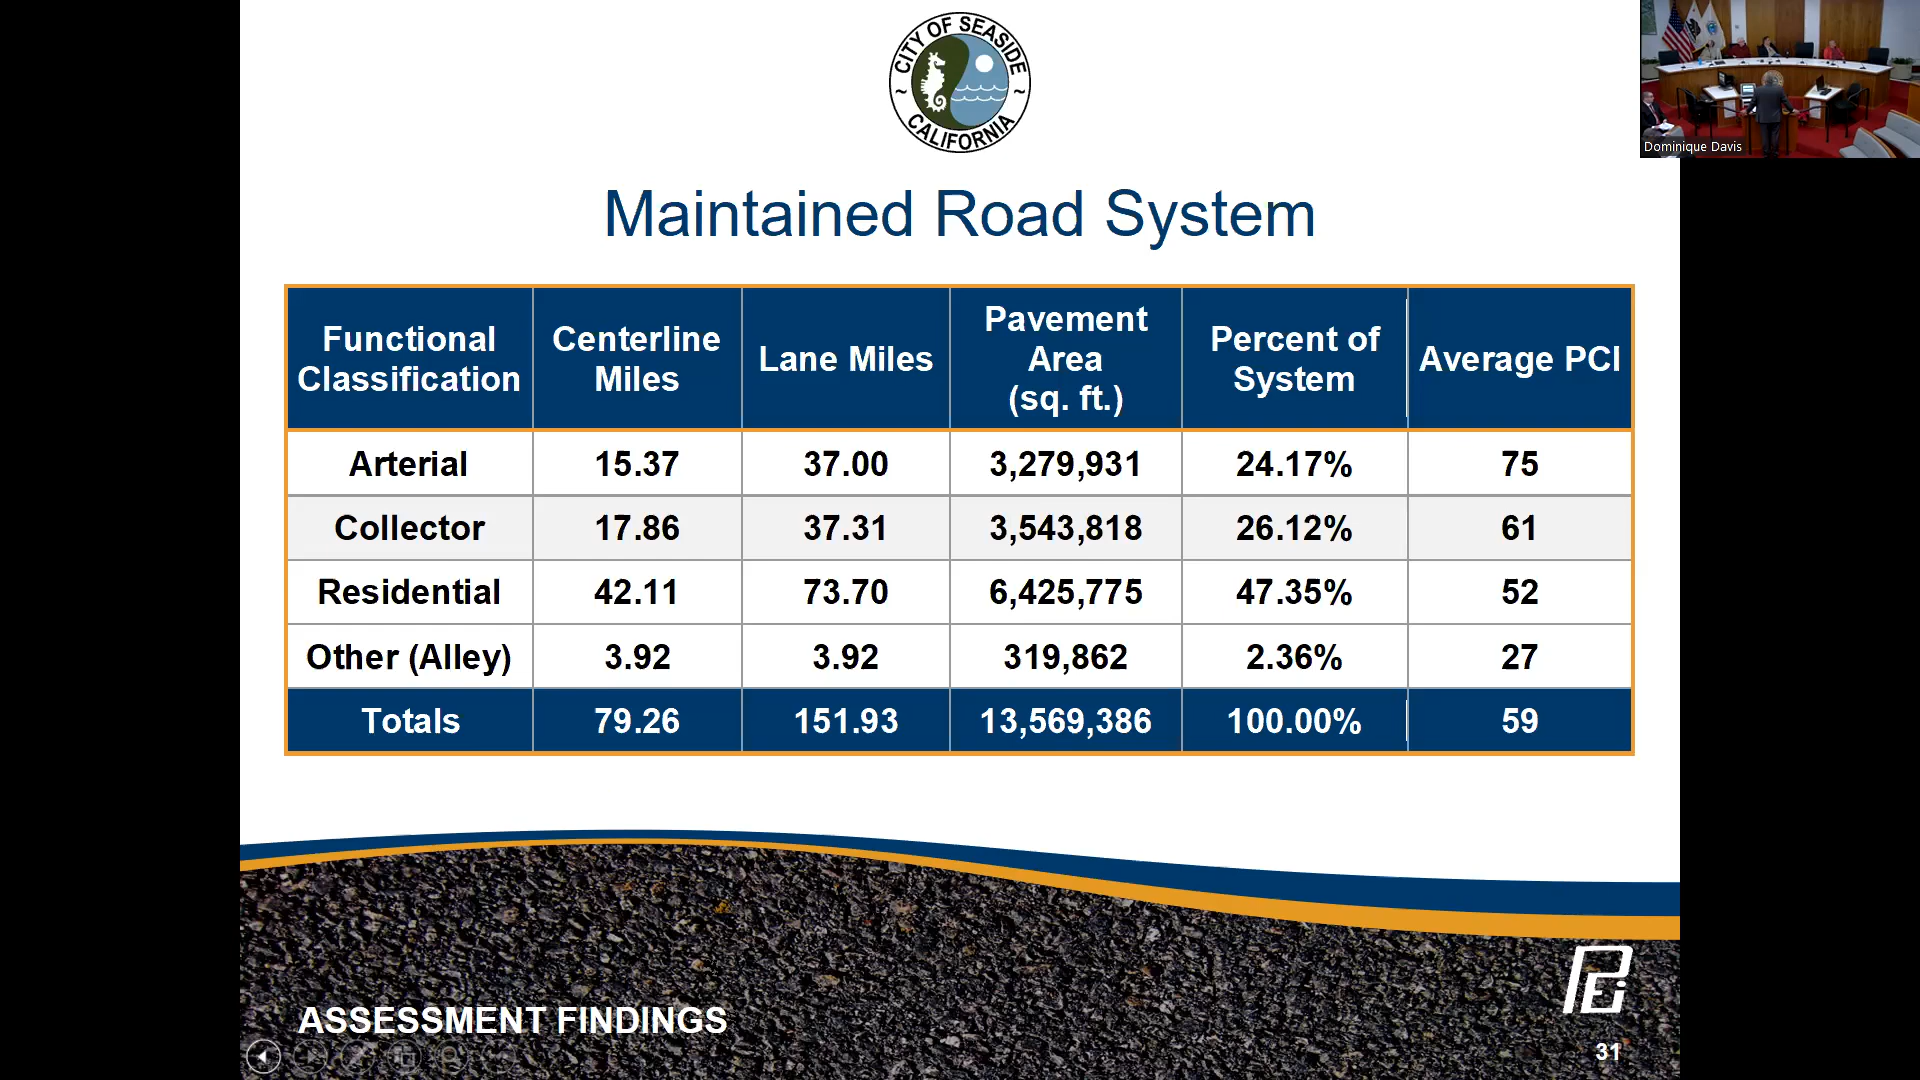 CITY OF SEASIDE
CALIFORNIA
Dominique Davis
Maintained Road System
Functional Classification
Centerline Miles
Lane Miles
Pavement Area (sq. ft.)
Percent of System
Average PCI
Arterial 15.37 37.00 3,279,931 24.17% 75
Collector 17.86 37.31 3,543,818 26.12% 61
Residential 42.11 73.70 6,425,775 47.35% 52
Other (Alley) 3.92 3.92 319,862 2.36% 27
Totals 79.26 151.93 13,569,386 100.00% 59
PEi
ASSESSMENT FINDINGS
31